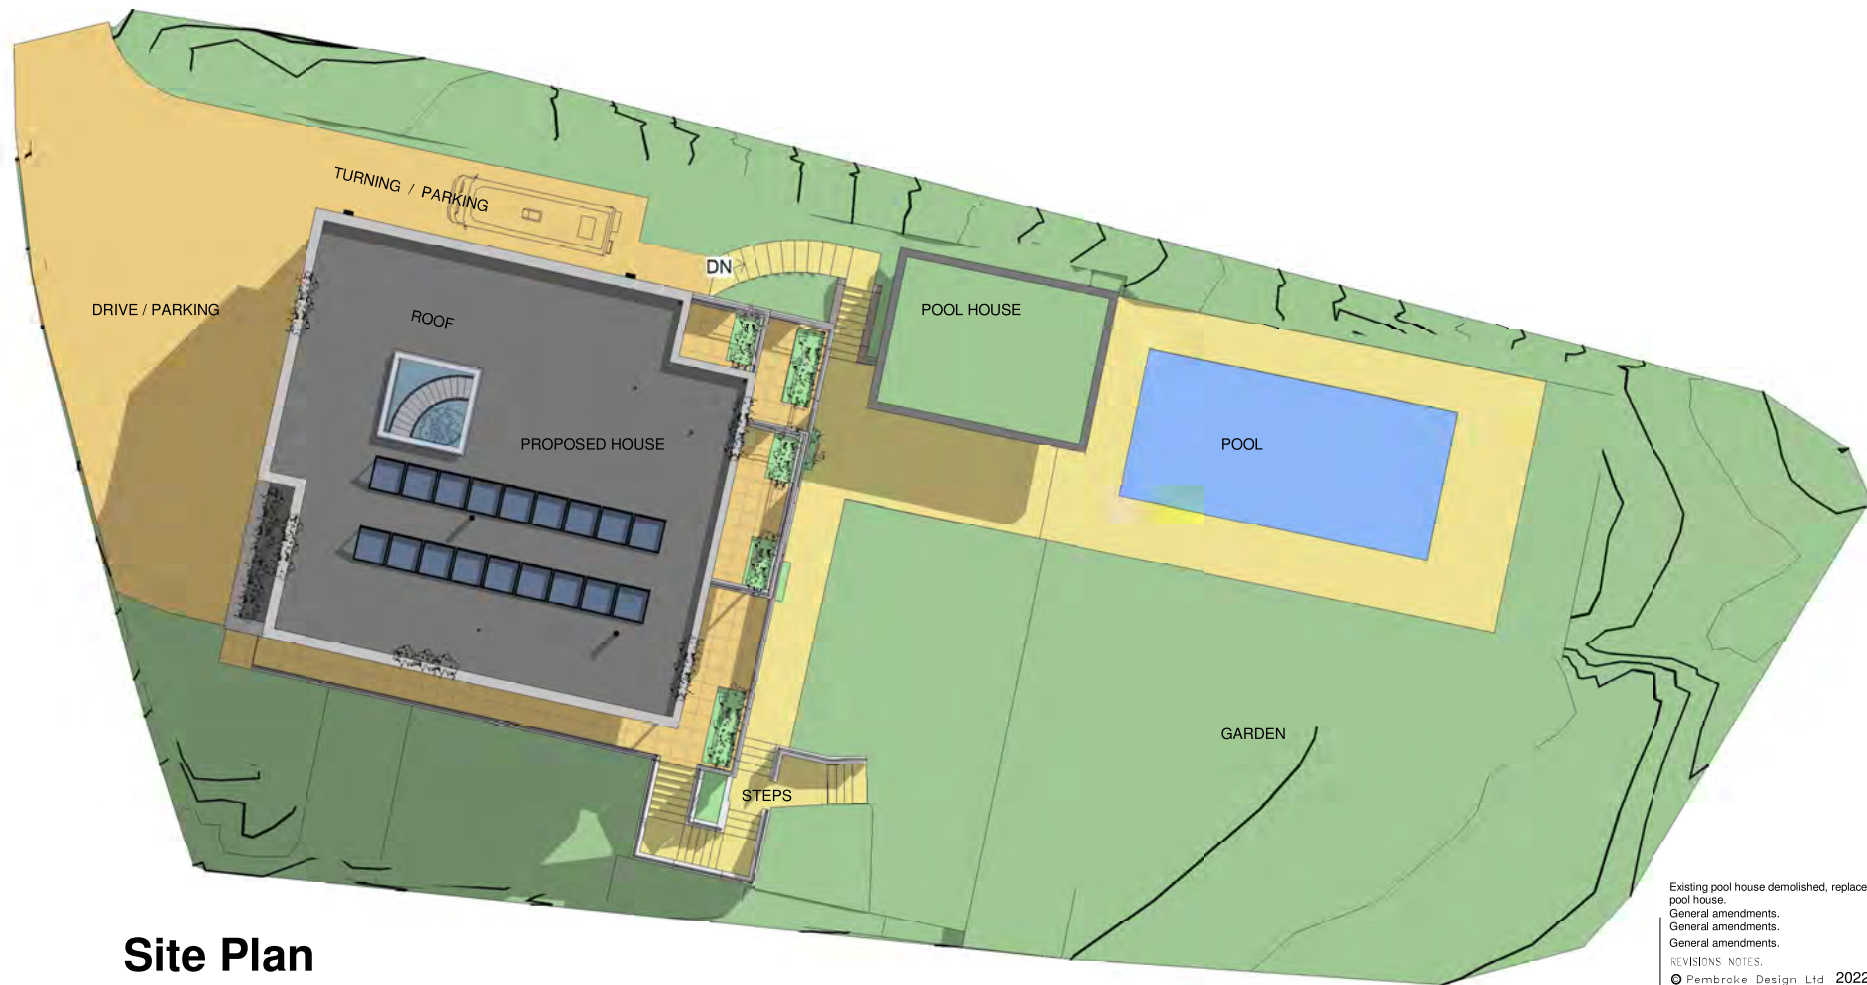 TURNING / PARKING
DN
DRIVE / PARKING
ROOF
POOL HOUSE
PROPOSED HOUSE
POOL
GARDEN
STEPS
Existing pool house demolished, replace
pool house.
General amendments.
General amendments.
General amendments.
REVISIONS NOTES.
© Pembroke Design Ltd 2022
Site Plan